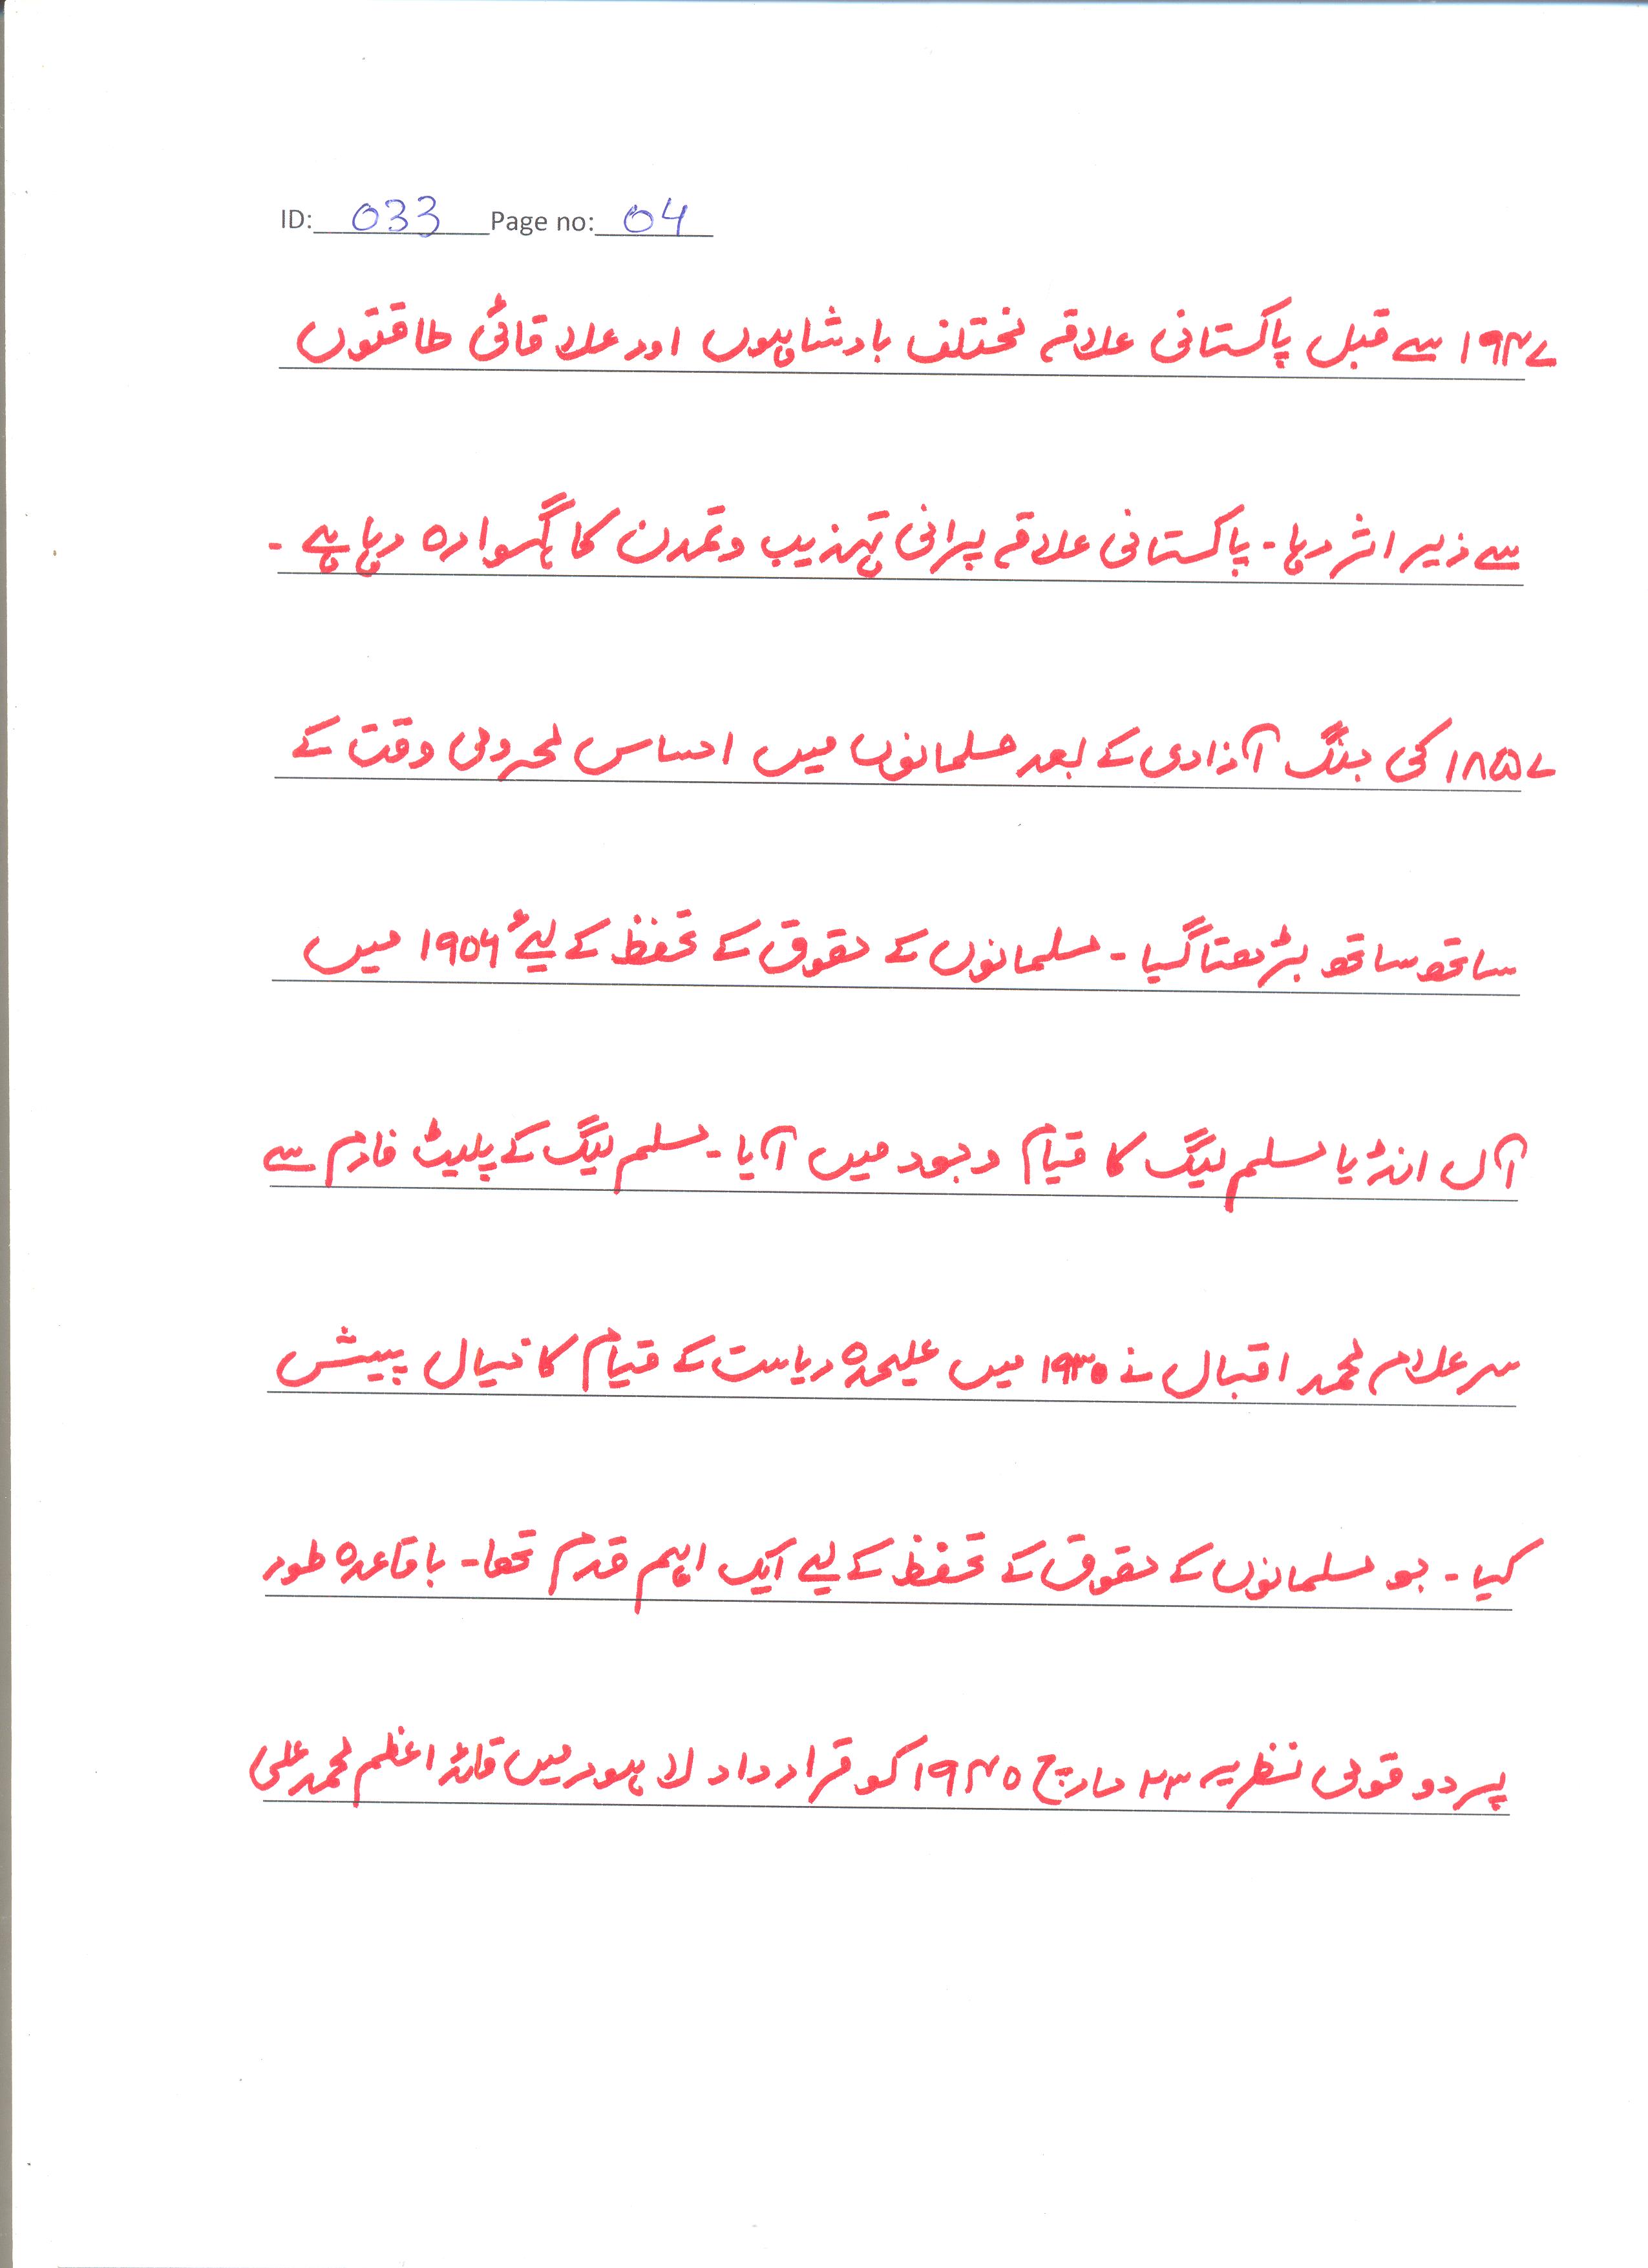 ID: 033 Page no: 04
۱۹۴۷ سے قبل پاکستانی علاقہ مختلف بادشاہوں اور علاقائی طاقتوں
سے زیر اثر رہا۔ پاکستانی علاقہ پرانی تہذیب و تمدن کا گہوارہ رہا ہے۔
۱۸۵۷ کی جنگ آزادی کے بعد مسلمانوں میں احساس محرومی وقت کے
ساتھ ساتھ بڑھتا گیا۔ مسلمانوں کے حقوق کے تحفظ کے لیئے ۱۹۰۶ میں
آل انڈیا مسلم لیگ کا قیام وجود میں آیا۔ مسلم لیگ کے پلیٹ فارم سے
سر علامہ محمد اقبال نے ۱۹۳۰ میں علیحدہ ریاست کے قیام کا خیال پیش
کیا۔ جو مسلمانوں کے حقوق کے تحفظ کے لیے ایک اہم قدم تھا۔ باقاعدہ طور
پر دو قومی نظریہ ۲۳ مارچ ۱۹۴۰ کو قرارداد لاہور میں قائد اعظم محمد علی